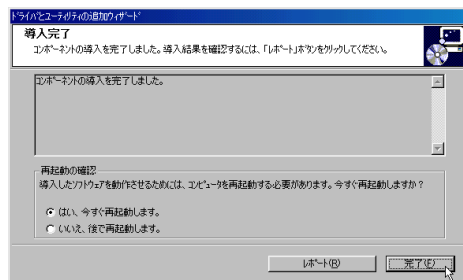 ﾄﾞﾗｲﾊﾞとﾕｰﾃｨﾘﾃｨの追加ｳｨｻﾞｰﾄﾞ
導入完了
ｺﾝﾎﾟｰﾈﾝﾄの導入を完了しました。導入結果を確認するには、「ﾚﾎﾟｰﾄ」ﾎﾞﾀﾝをｸﾘｯｸしてください。
ｺﾝﾎﾟｰﾈﾝﾄの導入を完了しました。
再起動の確認
導入したｿﾌﾄｳｪｱを動作させるためには、ｺﾝﾋﾟｭｰﾀを再起動する必要があります。今すぐ再起動しますか？
はい、今すぐ再起動します。
いいえ、後で再起動します。
ﾚﾎﾟｰﾄ(R)
完了(F)